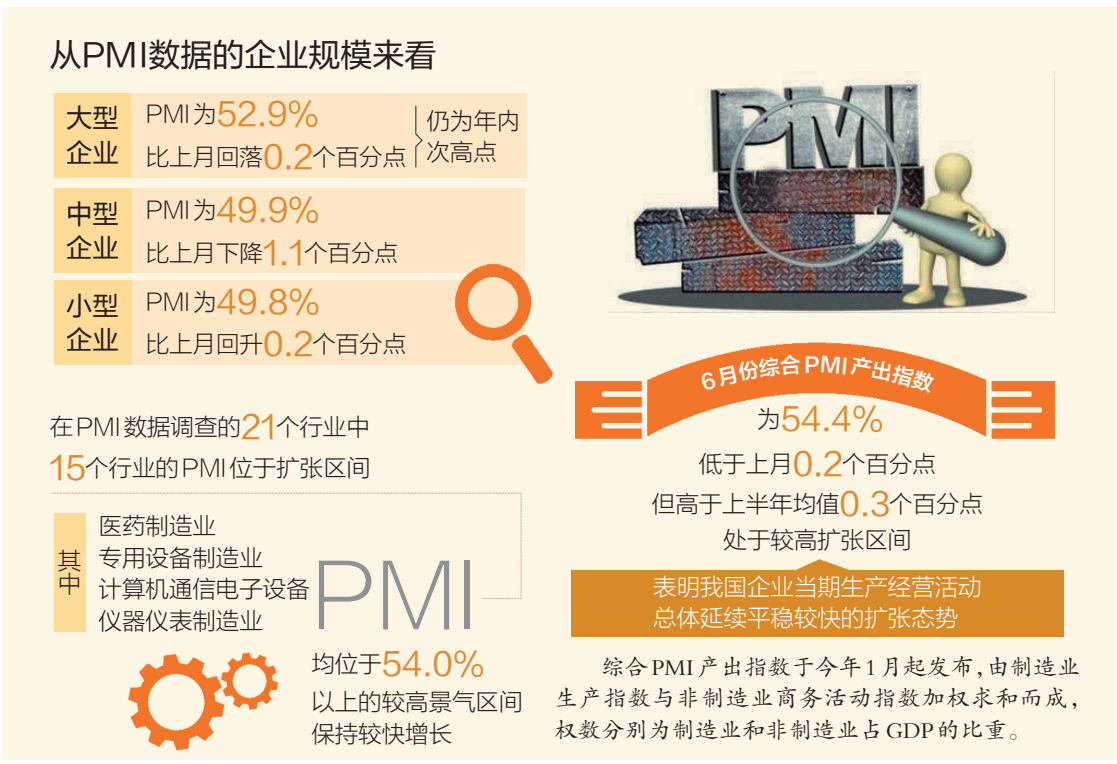 从PMI数据的企业规模来看
大型
企业
PMI为52.9%
比上月回落0.2个百分点
仍为年内
次高点
中型
企业
PMI为49.9%
比上月下降1.1个百分点
小型
企业
PMI为49.8%
比上月回升0.2个百分点
在PMI数据调查的21个行业中
15个行业的PMI位于扩张区间
其中
医药制造业
专用设备制造业
计算机通信电子设备
仪器仪表制造业
PMI
均位于54.0%
以上的较高景气区间
保持较快增长
PMI
6月份综合PMI产出指数
为54.4%
低于上月0.2个百分点
但高于上半年均值0.3个百分点
处于较高扩张区间
表明我国企业当期生产经营活动
总体延续平稳较快的扩张态势
综合PMI产出指数于今年1月起发布,由制造业
生产指数与非制造业商务活动指数加权求和而成,
权数分别为制造业和非制造业占GDP的比重。